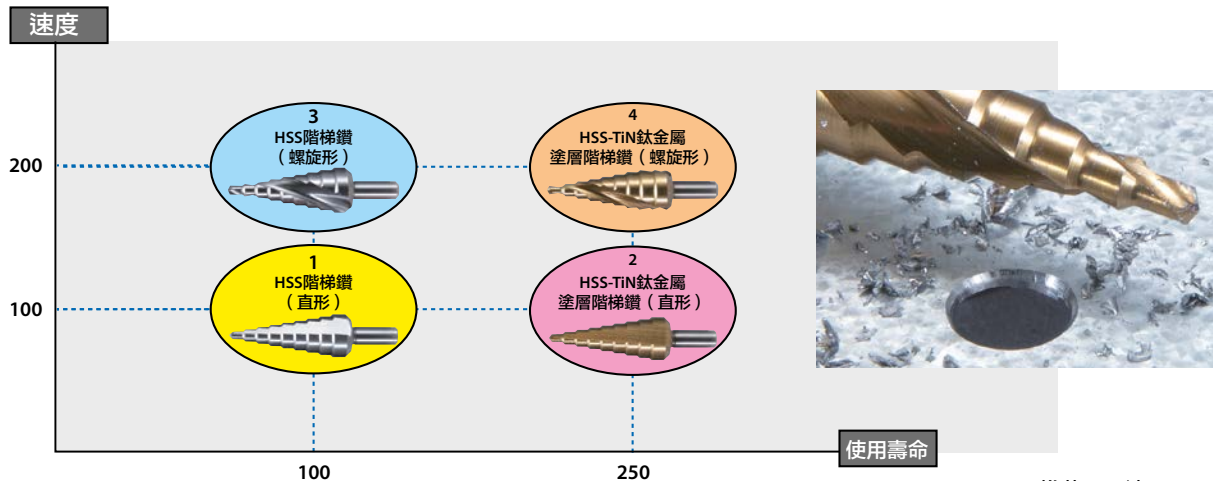 速度
200
100
3
HSS階梯鑽
（螺旋形）
4
HSS-TiN鈦金屬
塗層階梯鑽（螺旋形）
1
HSS階梯鑽
（直形）
2
HSS-TiN鈦金屬
塗層階梯鑽（直形）
使用壽命
100
250